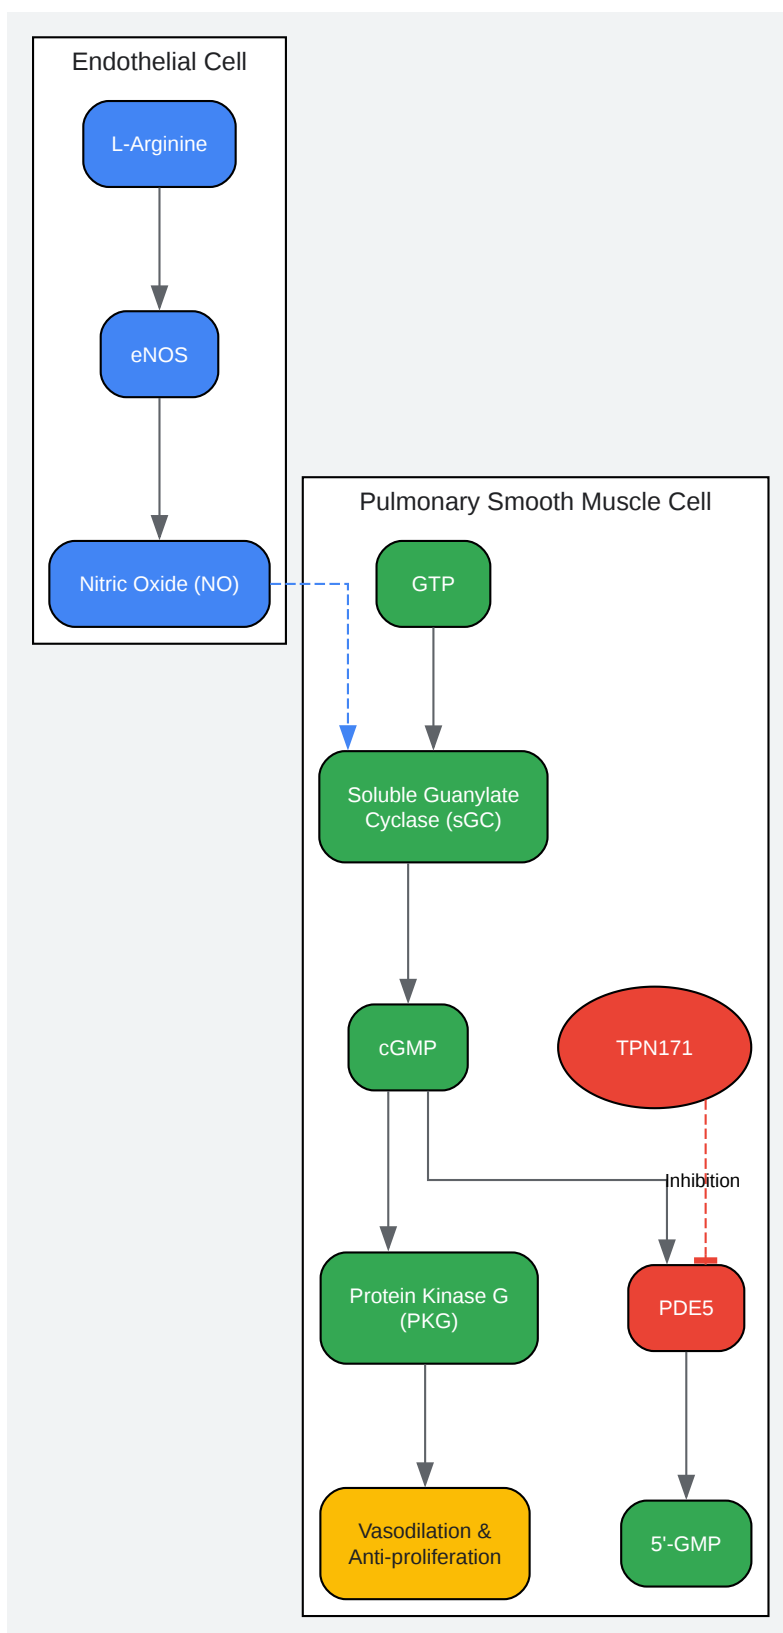 Endothelial Cell
L-Arginine
eNOS
Nitric Oxide (NO)
Pulmonary Smooth Muscle Cell
GTP
Soluble Guanylate
Cyclase (sGC)
cGMP
TPN171
Inhibition
Protein Kinase G
(PKG)
PDE5
Vasodilation &
Anti-proliferation
5'-GMP